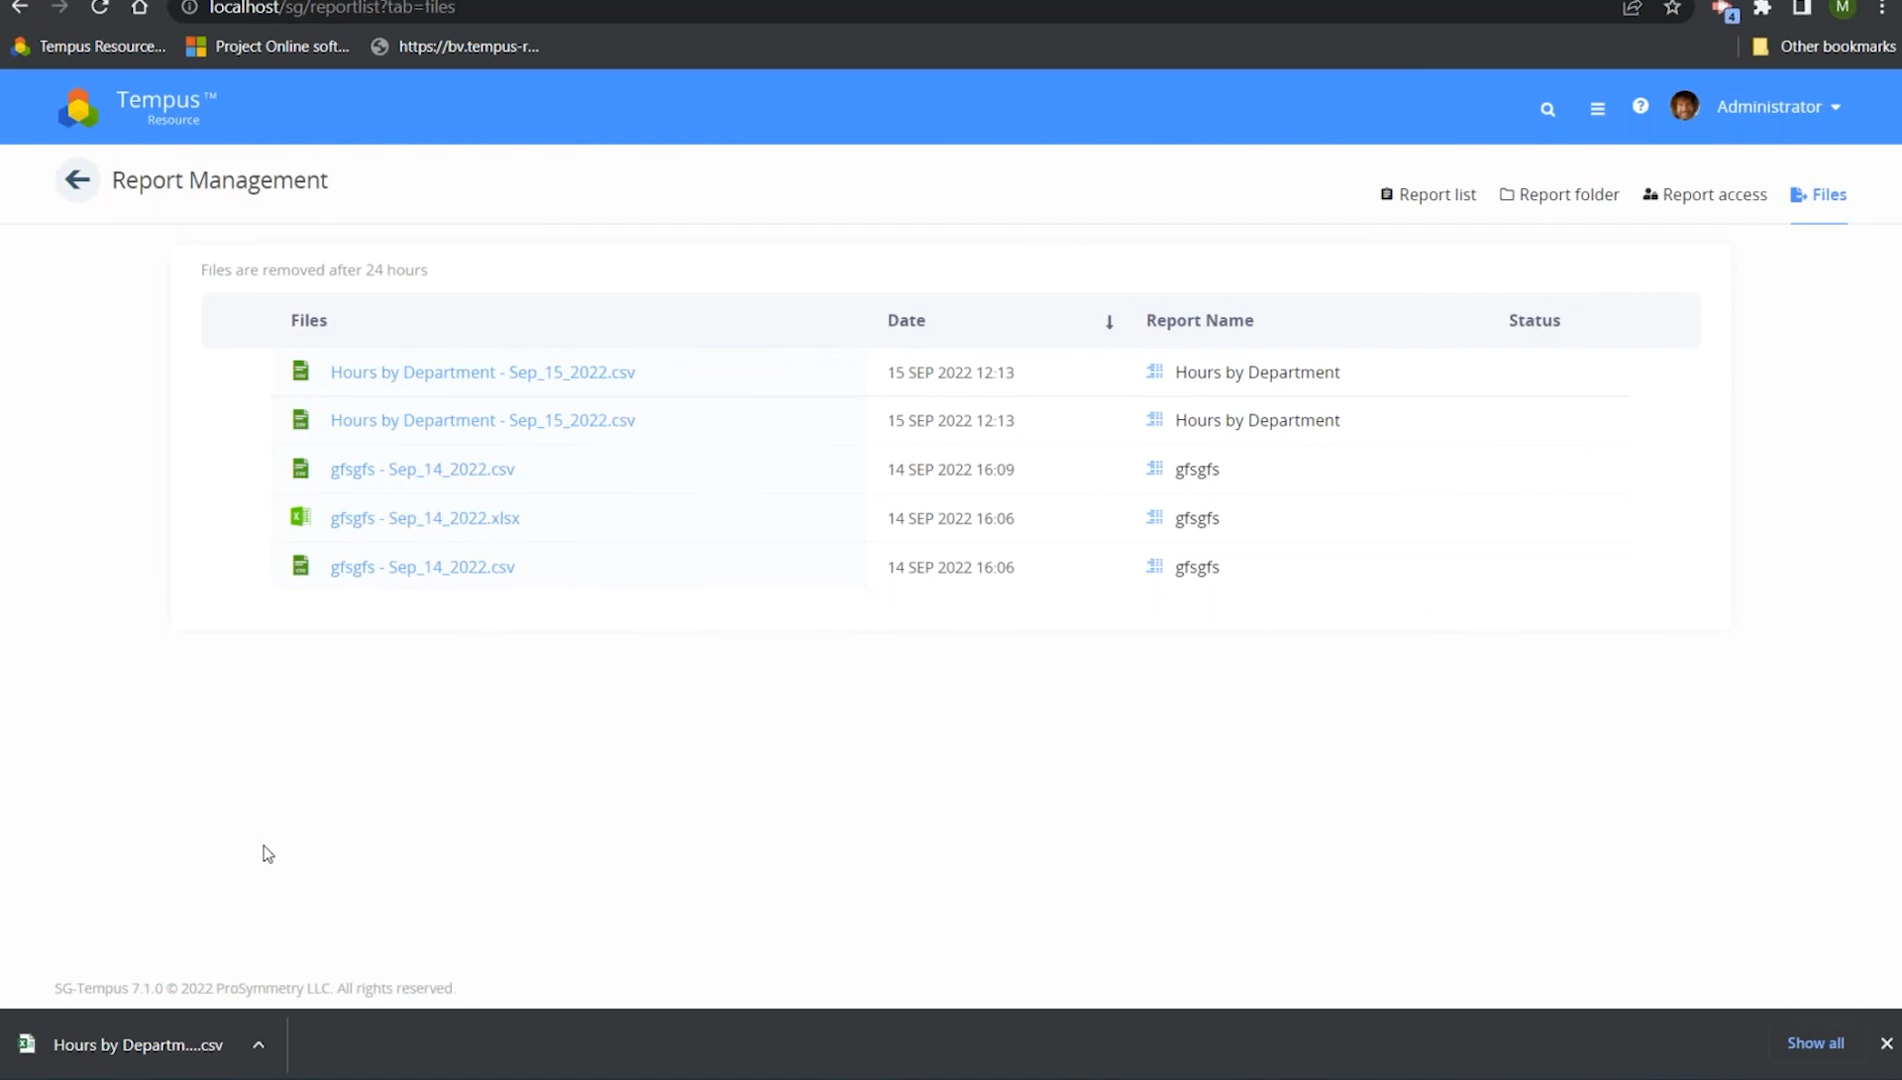 localhost/sg/reportlist?tab=files
4
M
Tempus Resource... Project Online soft... https://bv.tempus-r... Other bookmarks
Tempus™
Resource
? Administrator
Report Management
Report list Report folder Report access Files
Files are removed after 24 hours
Files Date Report Name Status
Hours by Department - Sep_15_2022.csv 15 SEP 2022 12:13 Hours by Department
Hours by Department - Sep_15_2022.csv 15 SEP 2022 12:13 Hours by Department
gfsgfs - Sep_14_2022.csv 14 SEP 2022 16:09 gfsgfs
gfsgfs - Sep_14_2022.xlsx 14 SEP 2022 16:06 gfsgfs
gfsgfs - Sep_14_2022.csv 14 SEP 2022 16:06 gfsgfs
SG-Tempus 7.1.0 © 2022 ProSymmetry LLC. All rights reserved.
Hours by Departm....csv Show all